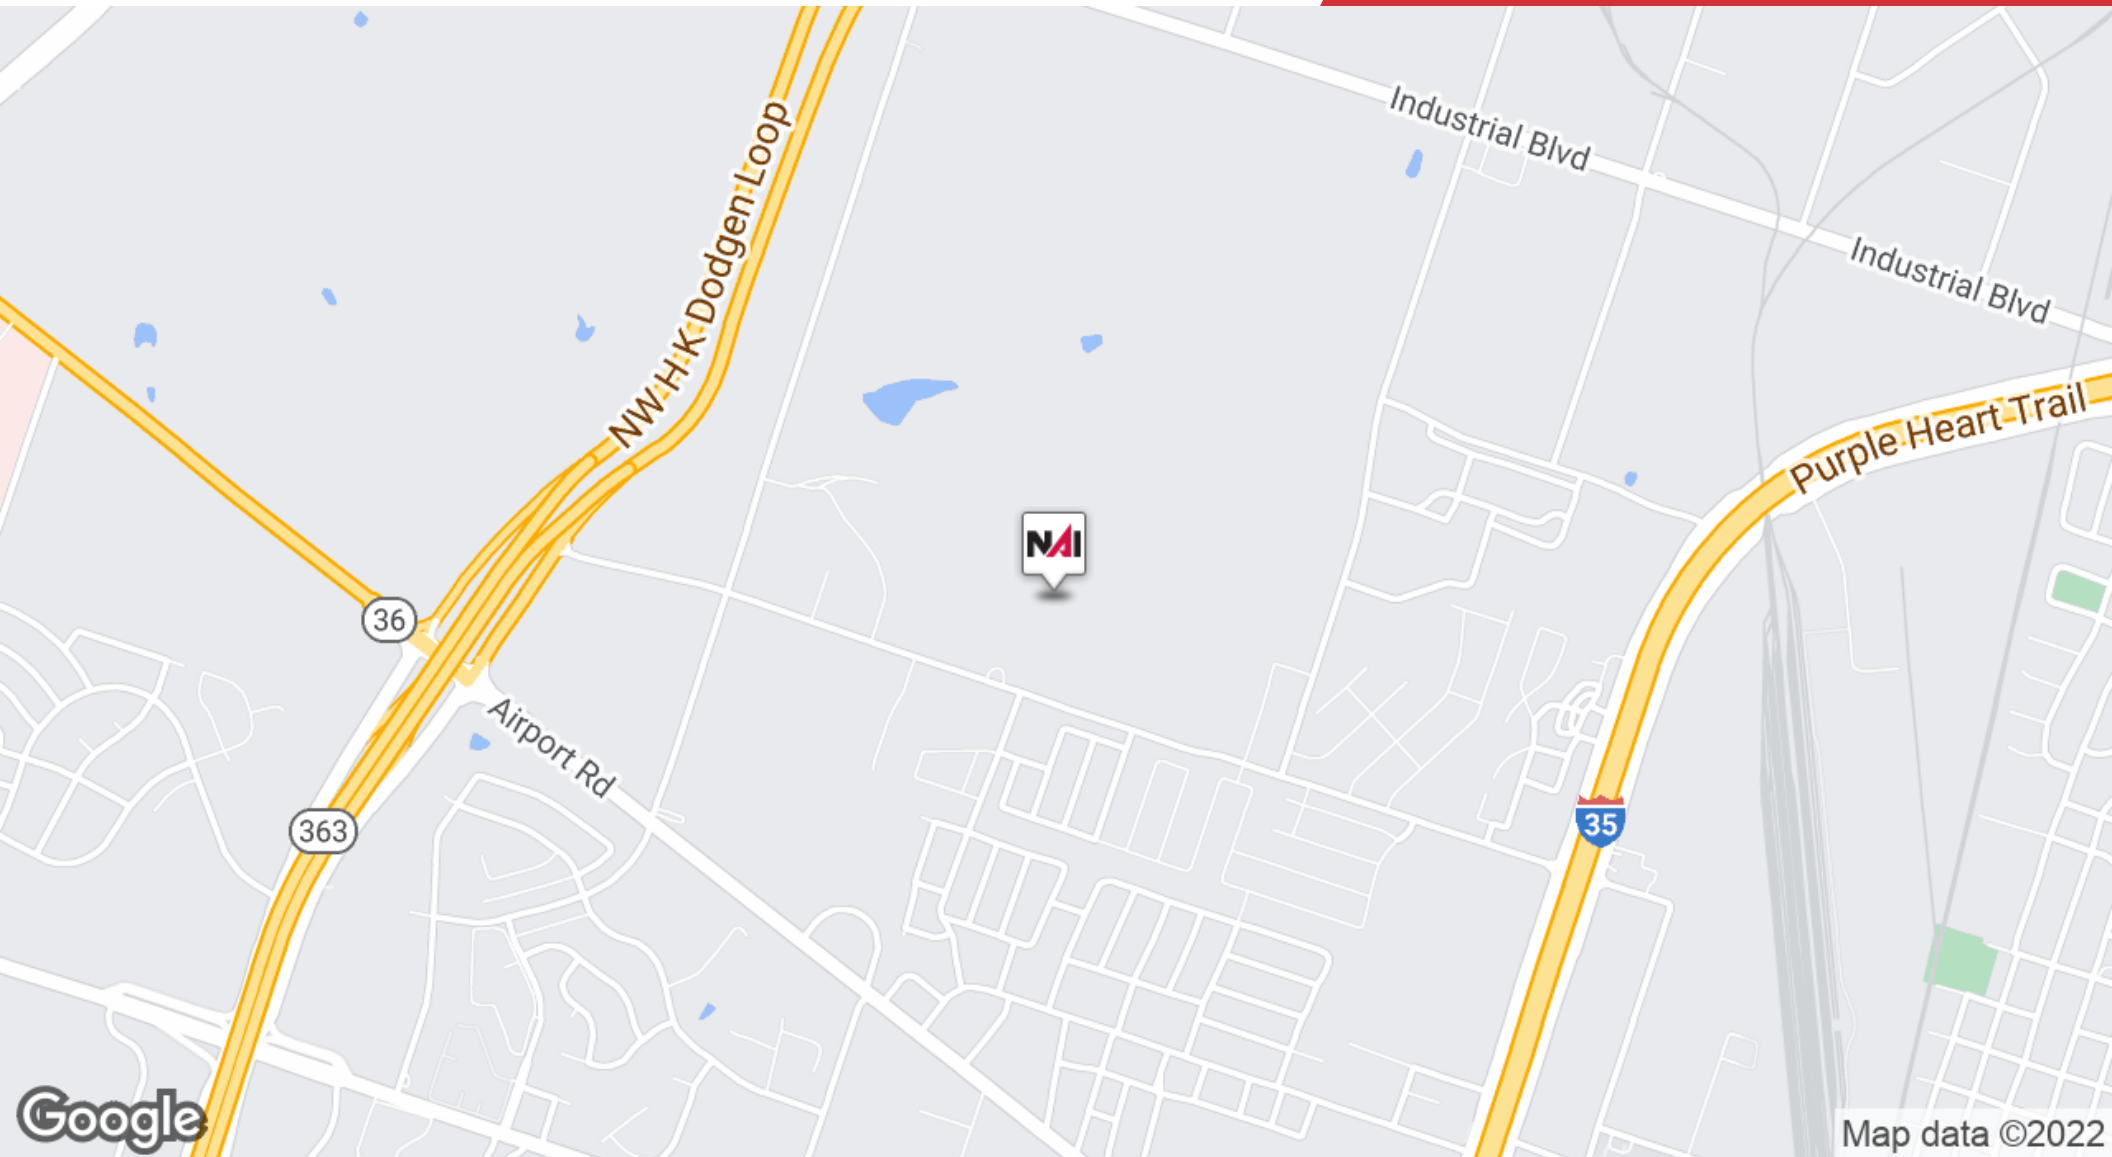 Industrial Blvd
NW H K Dodgen Loop
Industrial Blvd
Purple Heart Trail
NAI
36
Airport Rd
363
35
Google
Map data ©2022